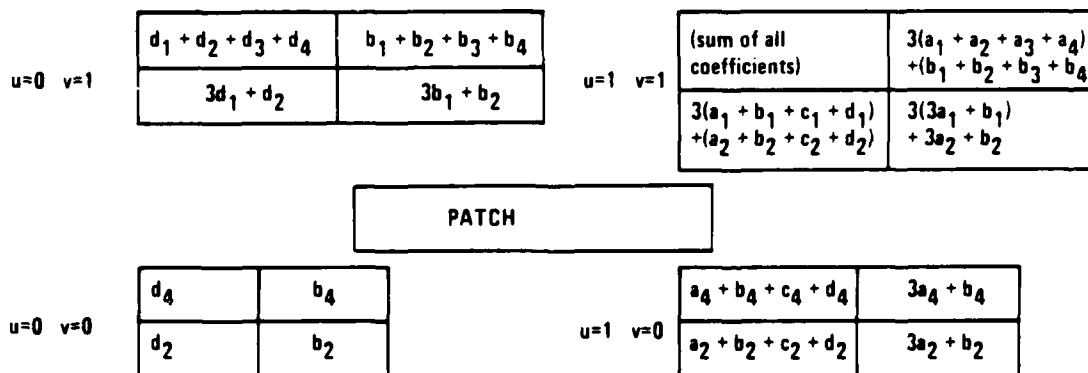 u=0 v=1
d₁ + d₂ + d₃ + d₄
b₁ + b₂ + b₃ + b₄
3d₁ + d₂
3b₁ + b₂
u=1 v=1
(sum of all
coefficients)
3(a₁ + a₂ + a₃ + a₄)
+(b₁ + b₂ + b₃ + b₄
3(a₁ + b₁ + c₁ + d₁)
+(a₂ + b₂ + c₂ + d₂)
3(3a₁ + b₁)
+ 3a₂ + b₂
PATCH
u=0 v=0
d₄
b₄
d₂
b₂
u=1 v=0
a₄ + b₄ + c₄ + d₄
3a₄ + b₄
a₂ + b₂ + c₂ + d₂
3a₂ + b₂